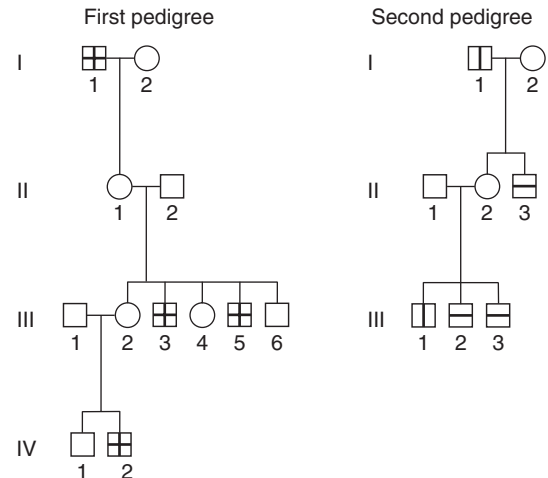 First pedigree
I
1 2
II
1 2
III
1 2 3 4 5 6
IV
1 2
Second pedigree
I
1 2
II
1 2 3
III
1 2 3